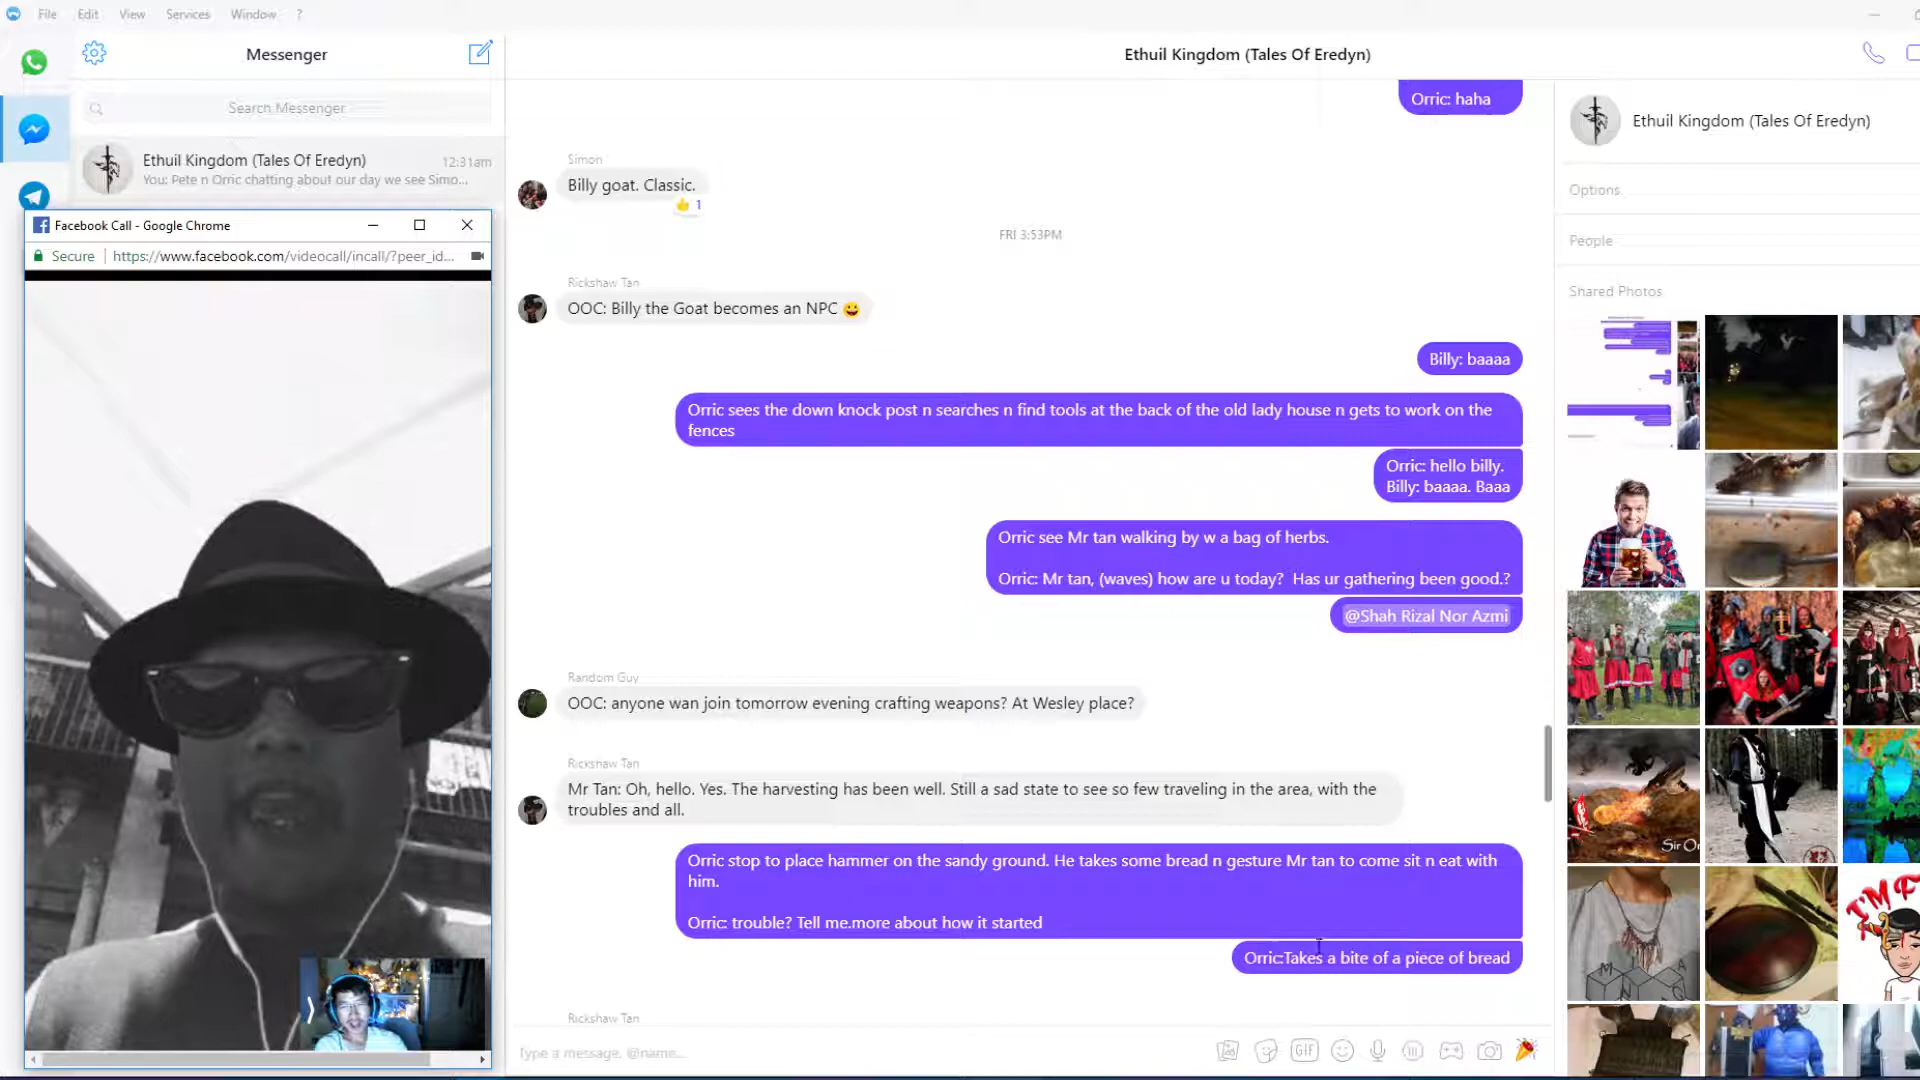 File Edit View Services Window ?
Messenger
Search Messenger
Ethuil Kingdom (Tales Of Eredyn) 12:31am
You: Pete n Orric chatting about our day we see Simo...
Facebook Call - Google Chrome
Secure https://www.facebook.com/videocall/incall/?peer_id...
Ethuil Kingdom (Tales Of Eredyn)
Orric: haha
Simon
Billy goat. Classic.
1
FRI 3:53PM
Rickshaw Tan
OOC: Billy the Goat becomes an NPC
Billy: baaaa
Orric sees the down knock post n searches n find tools at the back of the old lady house n gets to work on the
fences
Orric: hello billy.
Billy: baaaa. Baaa
Orric see Mr tan walking by w a bag of herbs.
Orric: Mr tan, (waves) how are u today? Has ur gathering been good.?
@Shah Rizal Nor Azmi
Random Guy
OOC: anyone wan join tomorrow evening crafting weapons? At Wesley place?
Rickshaw Tan
Mr Tan: Oh, hello. Yes. The harvesting has been well. Still a sad state to see so few traveling in the area, with the
troubles and all.
Orric stop to place hammer on the sandy ground. He takes some bread n gesture Mr tan to come sit n eat with
him.
Orric: trouble? Tell me.more about how it started
Orric:Takes a bite of a piece of bread
Rickshaw Tan
Type a message, @name...
GIF
Ethuil Kingdom (Tales Of Eredyn)
Options
People
Shared Photos
Sir Or
I'M F